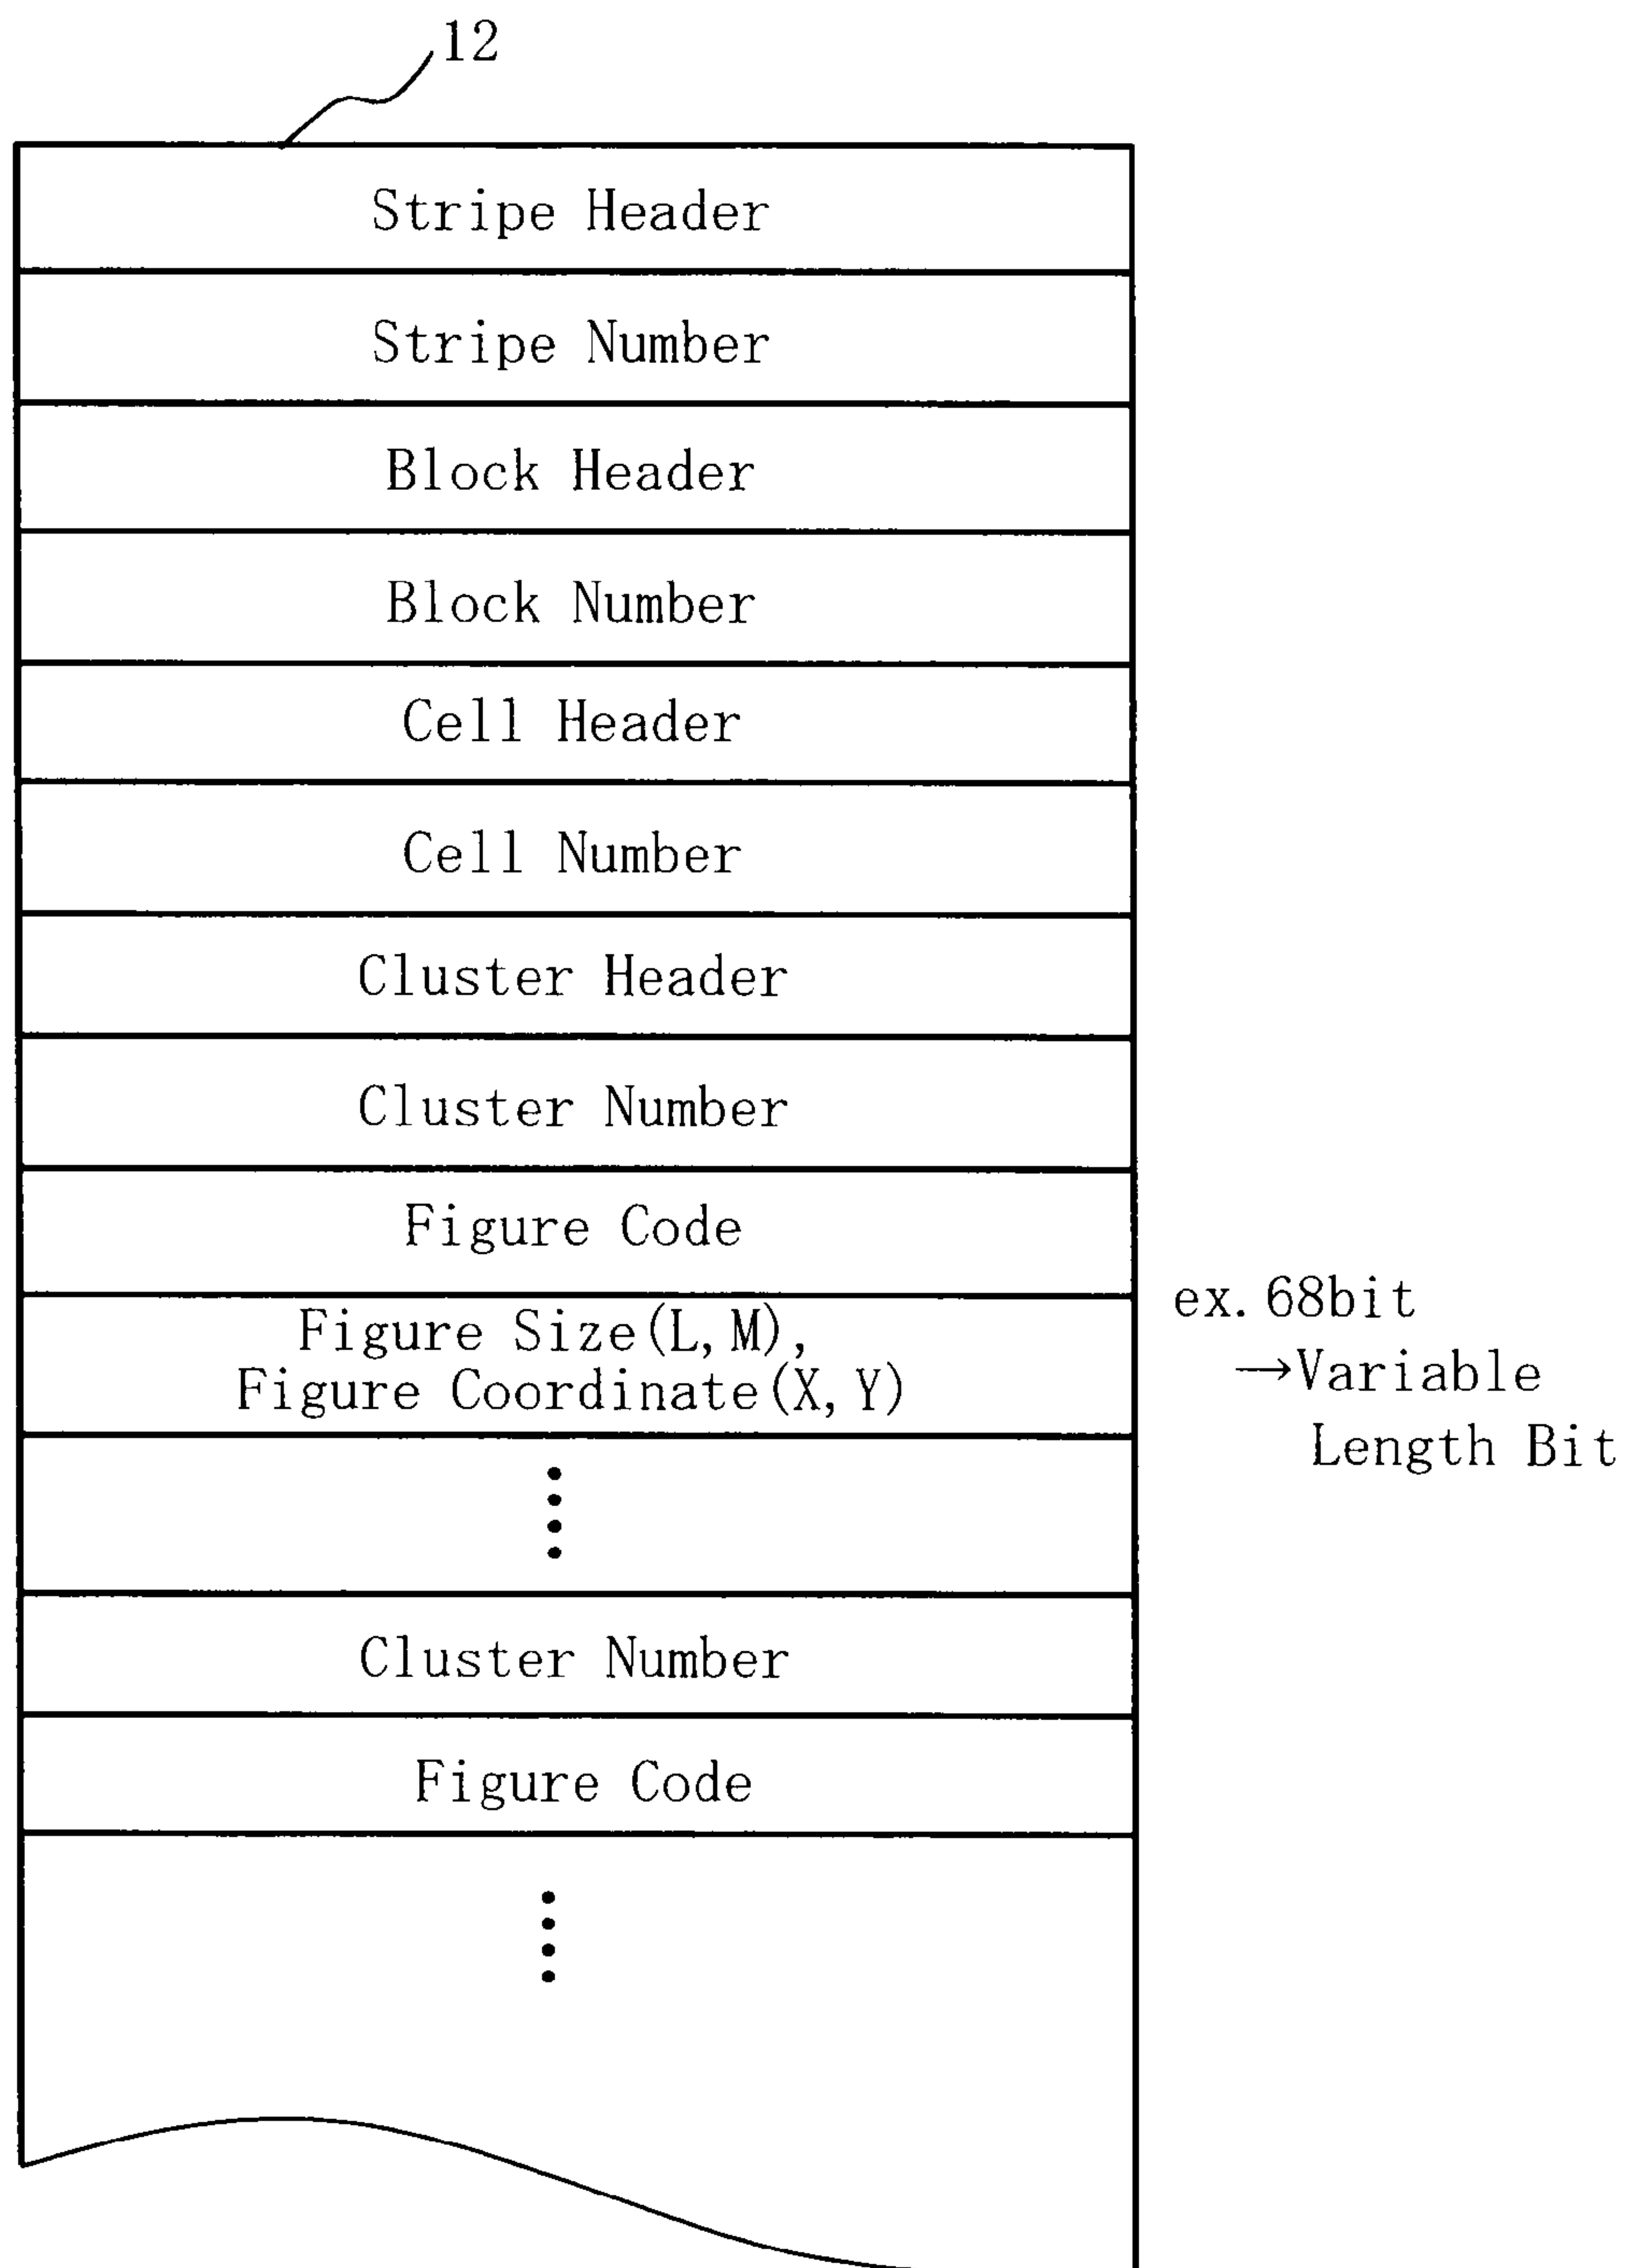 12
Stripe Header
Stripe Number
Block Header
Block Number
Cell Header
Cell Number
Cluster Header
Cluster Number
Figure Code
Figure Size(L,M),
Figure Coordinate(X,Y)
ex.68bit
→Variable
Length Bit
Cluster Number
Figure Code